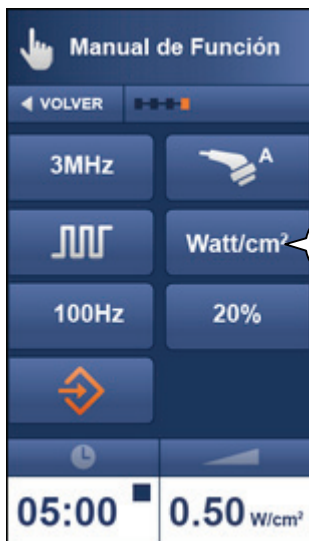 Manual de Función
VOLVER
3MHz
A
Watt/cm²
100Hz
20%
05:00
0.50 W/cm²